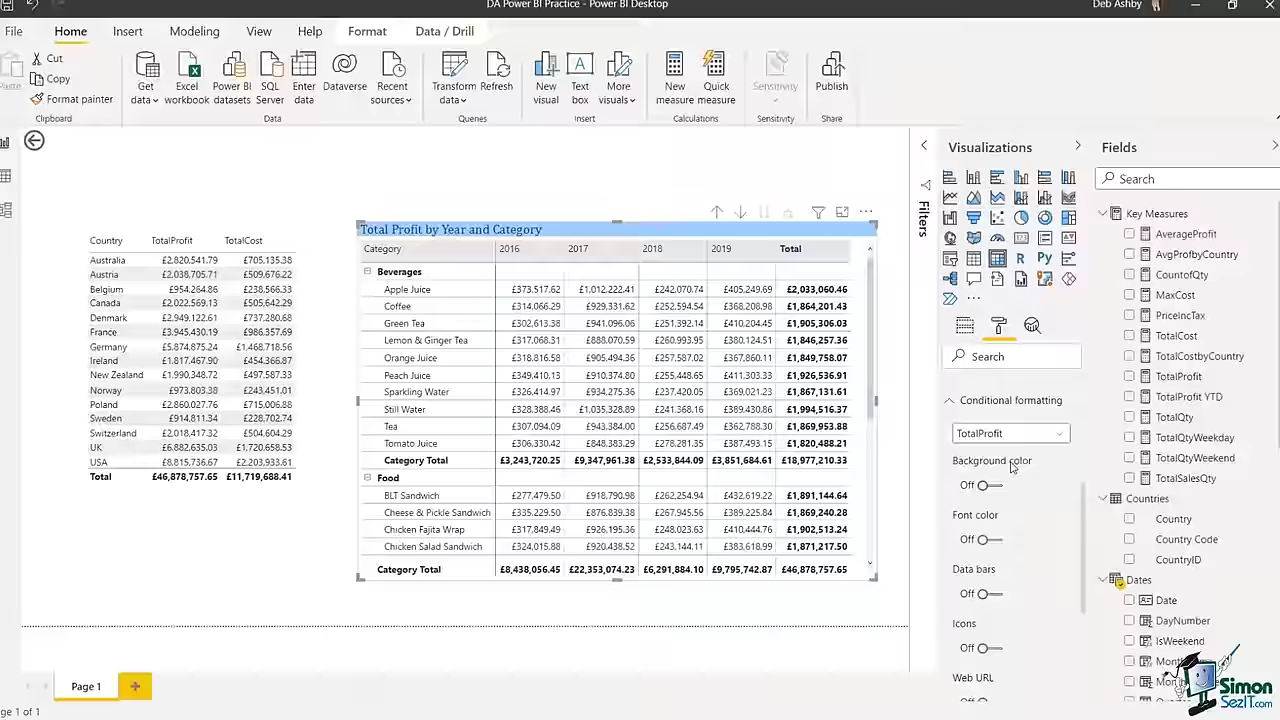 DA Power BI Practice - Power BI Desktop
Deb Ashby
File Home Insert Modeling View Help Format Data / Drill
Paste
Cut
Copy
Format painter
Get data
Excel workbook
Power BI datasets
SQL Server
Enter data
Dataverse
Recent sources
Transform data
Refresh
New visual
Text box
More visuals
New measure
Quick measure
Sensitivity
Publish
Clipboard Data Queries Insert Calculations Sensitivity Share
Country TotalProfit TotalCost
Australia £2,820,541.79 £705,135.38
Austria £2,038,705.71 £509,676.22
Belgium £954,264.86 £238,566.33
Canada £2,022,569.13 £505,642.29
Denmark £2,949,122.61 £737,280.68
France £3,945,430.19 £986,357.69
Germany £5,874,875.24 £1,468,718.56
Ireland £1,817,467.90 £454,366.87
New Zealand £1,990,348.72 £497,587.33
Norway £973,803.38 £243,451.01
Poland £2,860,027.76 £715,006.88
Sweden £914,811.34 £228,702.74
Switzerland £2,018,417.32 £504,604.29
UK £6,882,635.03 £1,720,658.53
USA £8,815,736.67 £2,203,933.61
Total £46,878,757.65 £11,719,688.41
Total Profit by Year and Category
Category 2016 2017 2018 2019 Total
Beverages
Apple Juice £373,517.62 £1,012,222.41 £242,070.74 £405,249.69 £2,033,060.46
Coffee £314,066.29 £929,331.62 £252,594.54 £368,208.98 £1,864,201.43
Green Tea £302,613.38 £941,096.06 £251,392.14 £410,204.45 £1,905,306.03
Lemon & Ginger Tea £317,068.31 £888,070.59 £260,993.95 £380,124.51 £1,846,257.36
Orange Juice £318,816.58 £905,494.36 £257,587.02 £367,860.11 £1,849,758.07
Peach Juice £349,410.13 £910,374.80 £255,448.65 £411,303.33 £1,926,536.91
Sparkling Water £326,414.97 £934,275.36 £237,420.05 £369,021.23 £1,867,131.61
Still Water £328,388.46 £1,035,328.89 £241,368.16 £389,430.86 £1,994,516.37
Tea £307,094.09 £943,384.00 £256,687.49 £362,788.30 £1,869,953.88
Tomato Juice £306,330.42 £848,383.29 £278,281.35 £387,493.15 £1,820,488.21
Category Total £3,243,720.25 £9,347,961.38 £2,533,844.09 £3,851,684.61 £18,977,210.33
Food
BLT Sandwich £277,479.50 £918,790.98 £262,254.94 £432,619.22 £1,891,144.64
Cheese & Pickle Sandwich £335,229.50 £876,839.38 £267,945.56 £389,225.84 £1,869,240.28
Chicken Fajita Wrap £317,849.49 £926,195.36 £248,023.63 £410,444.76 £1,902,513.24
Chicken Salad Sandwich £324,015.88 £920,438.52 £243,144.11 £383,618.99 £1,871,217.50
Category Total £8,438,056.45 £22,353,074.23 £6,291,884.10 £9,795,742.87 £46,878,757.65
Filters
Visualizations
R Py
Search
Conditional formatting
TotalProfit
Background color
Off
Font color
Off
Data bars
Off
Icons
Off
Web URL
Fields
Search
Key Measures
AverageProfit
AvgProfbyCountry
CountofQty
MaxCost
PriceIncTax
TotalCost
TotalCostbyCountry
TotalProfit
TotalProfit YTD
TotalQty
TotalQtyWeekday
TotalQtyWeekend
TotalSalesQty
Countries
Country
Country Code
CountryID
Dates
Date
DayNumber
IsWeekend
Simon
SezIT.com
Page 1
age 1 of 1